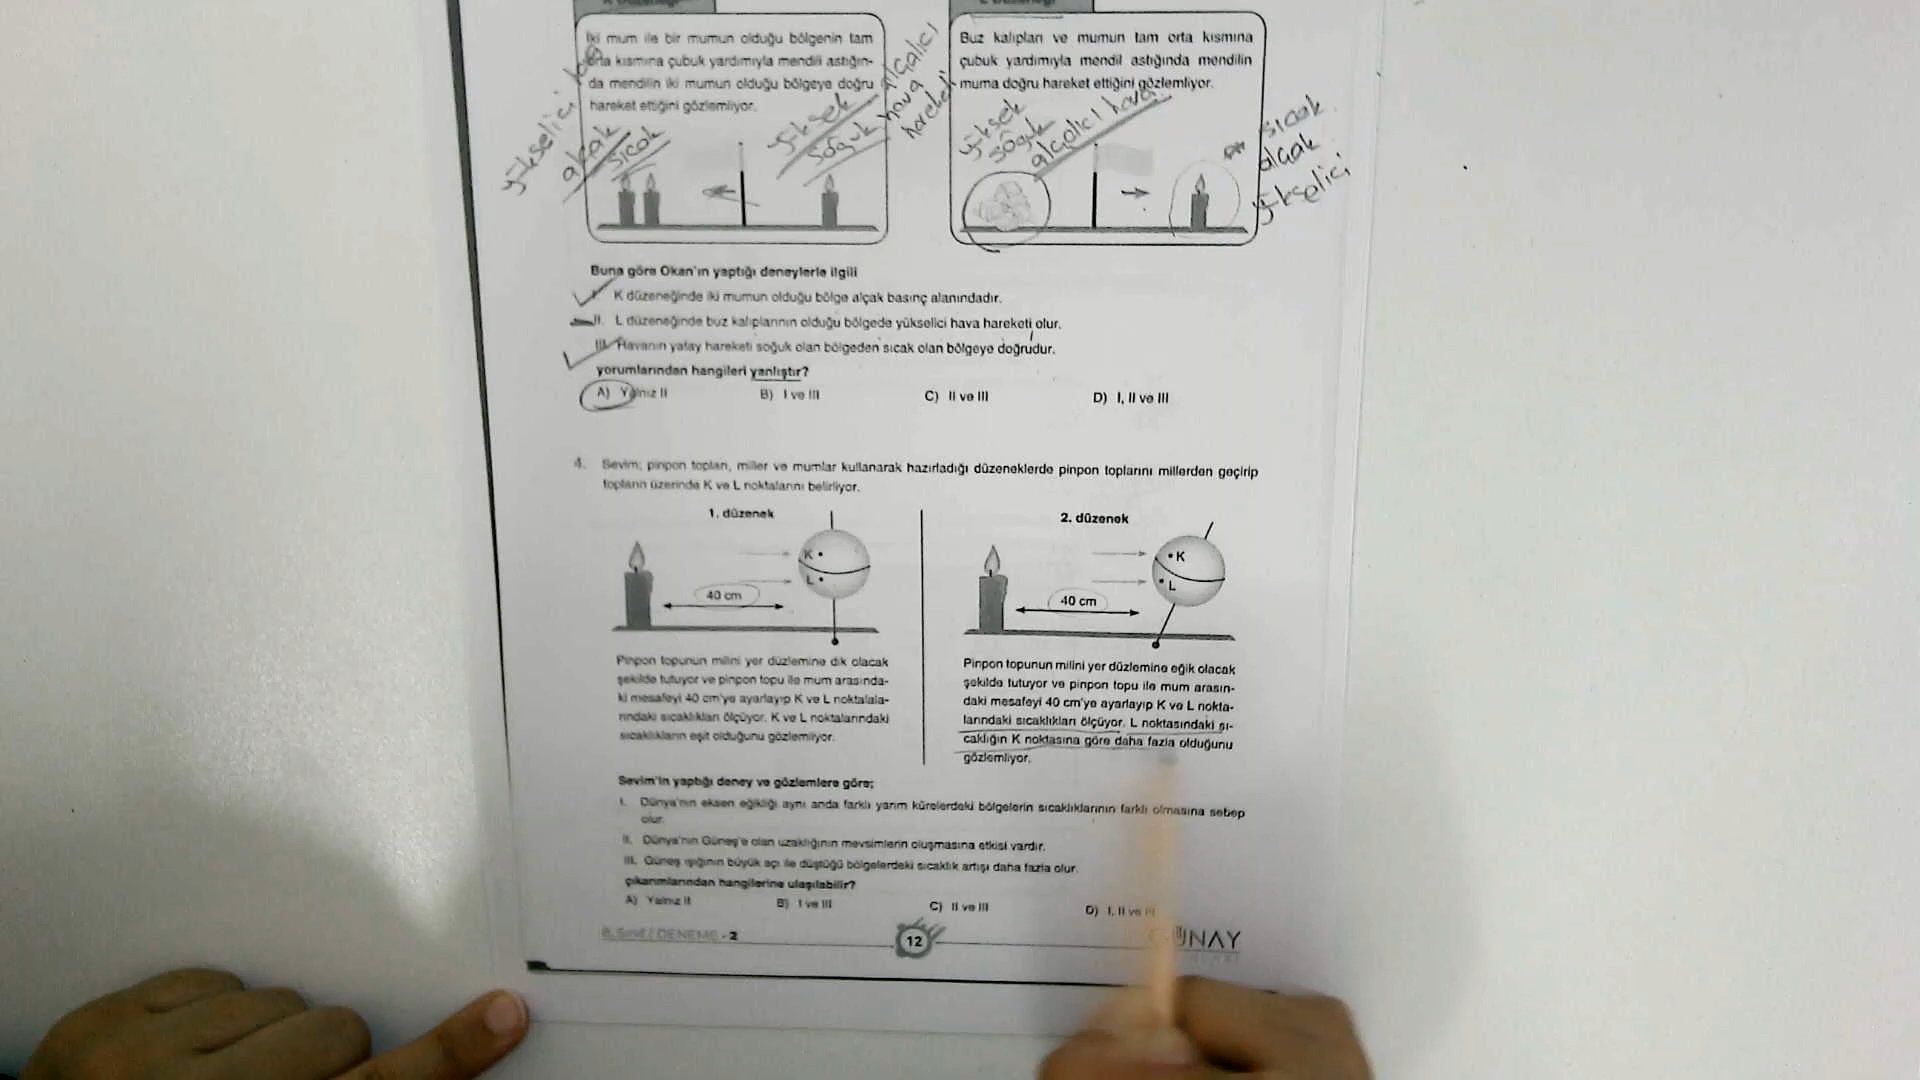 İki mum ile bir mumun olduğu bölgenin tam
orta kısmına çubuk yardımıyla mendili astığın-
da mendilin iki mumun olduğu bölgeye doğru
hareket ettiğini gözlemliyor.
yükselici
alçak
sıcak
yüksek
soğuk
alçalıcı
hava
hareketi
Buz kalıpları ve mumun tam orta kısmına
çubuk yardımıyla mendil astığında mendilin
muma doğru hareket ettiğini gözlemliyor.
yüksek
soğuk
alçalıcı hava
sıcak
alçak
yükselici
Buna göre Okan'ın yaptığı deneylerle ilgili
I. K düzeneğinde iki mumun olduğu bölge alçak basınç alanındadır.
II. L düzeneğinde buz kalıplarının olduğu bölgede yükselici hava hareketi olur.
III. Havanın yatay hareketi soğuk olan bölgeden sıcak olan bölgeye doğrudur.
yorumlarından hangileri yanlıştır?
A) Yalnız II B) I ve III C) II ve III D) I, II ve III
4. Sevim; pinpon topları, miller ve mumlar kullanarak hazırladığı düzeneklerde pinpon toplarını millerden geçirip
topların üzerinde K ve L noktalarını belirliyor.
1. düzenek
K
L
40 cm
Pinpon topunun milini yer düzlemine dik olacak
şekilde tutuyor ve pinpon topu ile mum arasında-
ki mesafeyi 40 cm'ye ayarlayıp K ve L noktalala-
rındaki sıcaklıkları ölçüyor. K ve L noktalarındaki
sıcaklıkların eşit olduğunu gözlemliyor.
2. düzenek
K
L
40 cm
Pinpon topunun milini yer düzlemine eğik olacak
şekilde tutuyor ve pinpon topu ile mum arasın-
daki mesafeyi 40 cm'ye ayarlayıp K ve L nokta-
larındaki sıcaklıkları ölçüyor. L noktasındaki sı-
caklığın K noktasına göre daha fazla olduğunu
gözlemliyor.
Sevim'in yaptığı deney ve gözlemlere göre;
I. Dünya'nın eksen eğikliği aynı anda farklı yarım kürelerdeki bölgelerin sıcaklıklarının farklı olmasına sebep
olur.
II. Dünya'nın Güneş'e olan uzaklığının mevsimlerin oluşmasına etkisi vardır.
III. Güneş ışığının büyük açı ile düştüğü bölgelerdeki sıcaklık artışı daha fazla olur.
çıkarımlarından hangilerine ulaşılabilir?
A) Yalnız II B) I ve III C) II ve III D) I, II ve III
8. Sınıf / DENEME - 2
12
GÜNAY